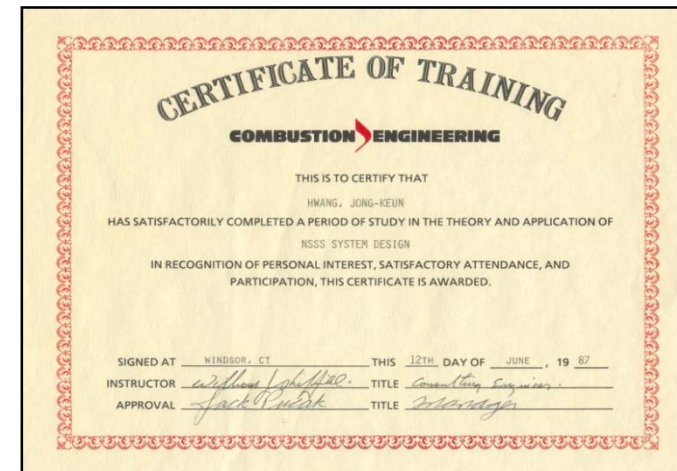 CERTIFICATE OF TRAINING
COMBUSTION ENGINEERING
THIS IS TO CERTIFY THAT
HWANG, JONG-KEUN
HAS SATISFACTORILY COMPLETED A PERIOD OF STUDY IN THE THEORY AND APPLICATION OF
NSSS SYSTEM DESIGN
IN RECOGNITION OF PERSONAL INTEREST, SATISFACTORY ATTENDANCE, AND
PARTICIPATION, THIS CERTIFICATE IS AWARDED.
SIGNED AT WINDSOR, CT THIS 12TH DAY OF JUNE, 19 87
INSTRUCTOR William J. TITLE Consulting Engineer.
APPROVAL Jack TITLE Manager